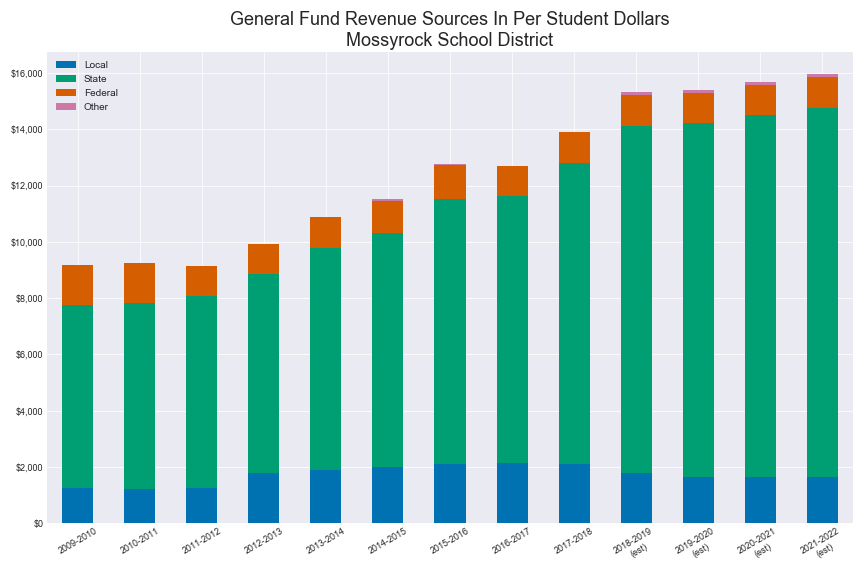 General Fund Revenue Sources In Per Student Dollars
Mossyrock School District
Local
State
Federal
Other
$16,000
$14,000
$12,000
$10,000
$8,000
$6,000
$4,000
$2,000
$0
2009-2010
2010-2011
2011-2012
2012-2013
2013-2014
2014-2015
2015-2016
2016-2017
2017-2018
2018-2019
(est)
2019-2020
(est)
2020-2021
(est)
2021-2022
(est)